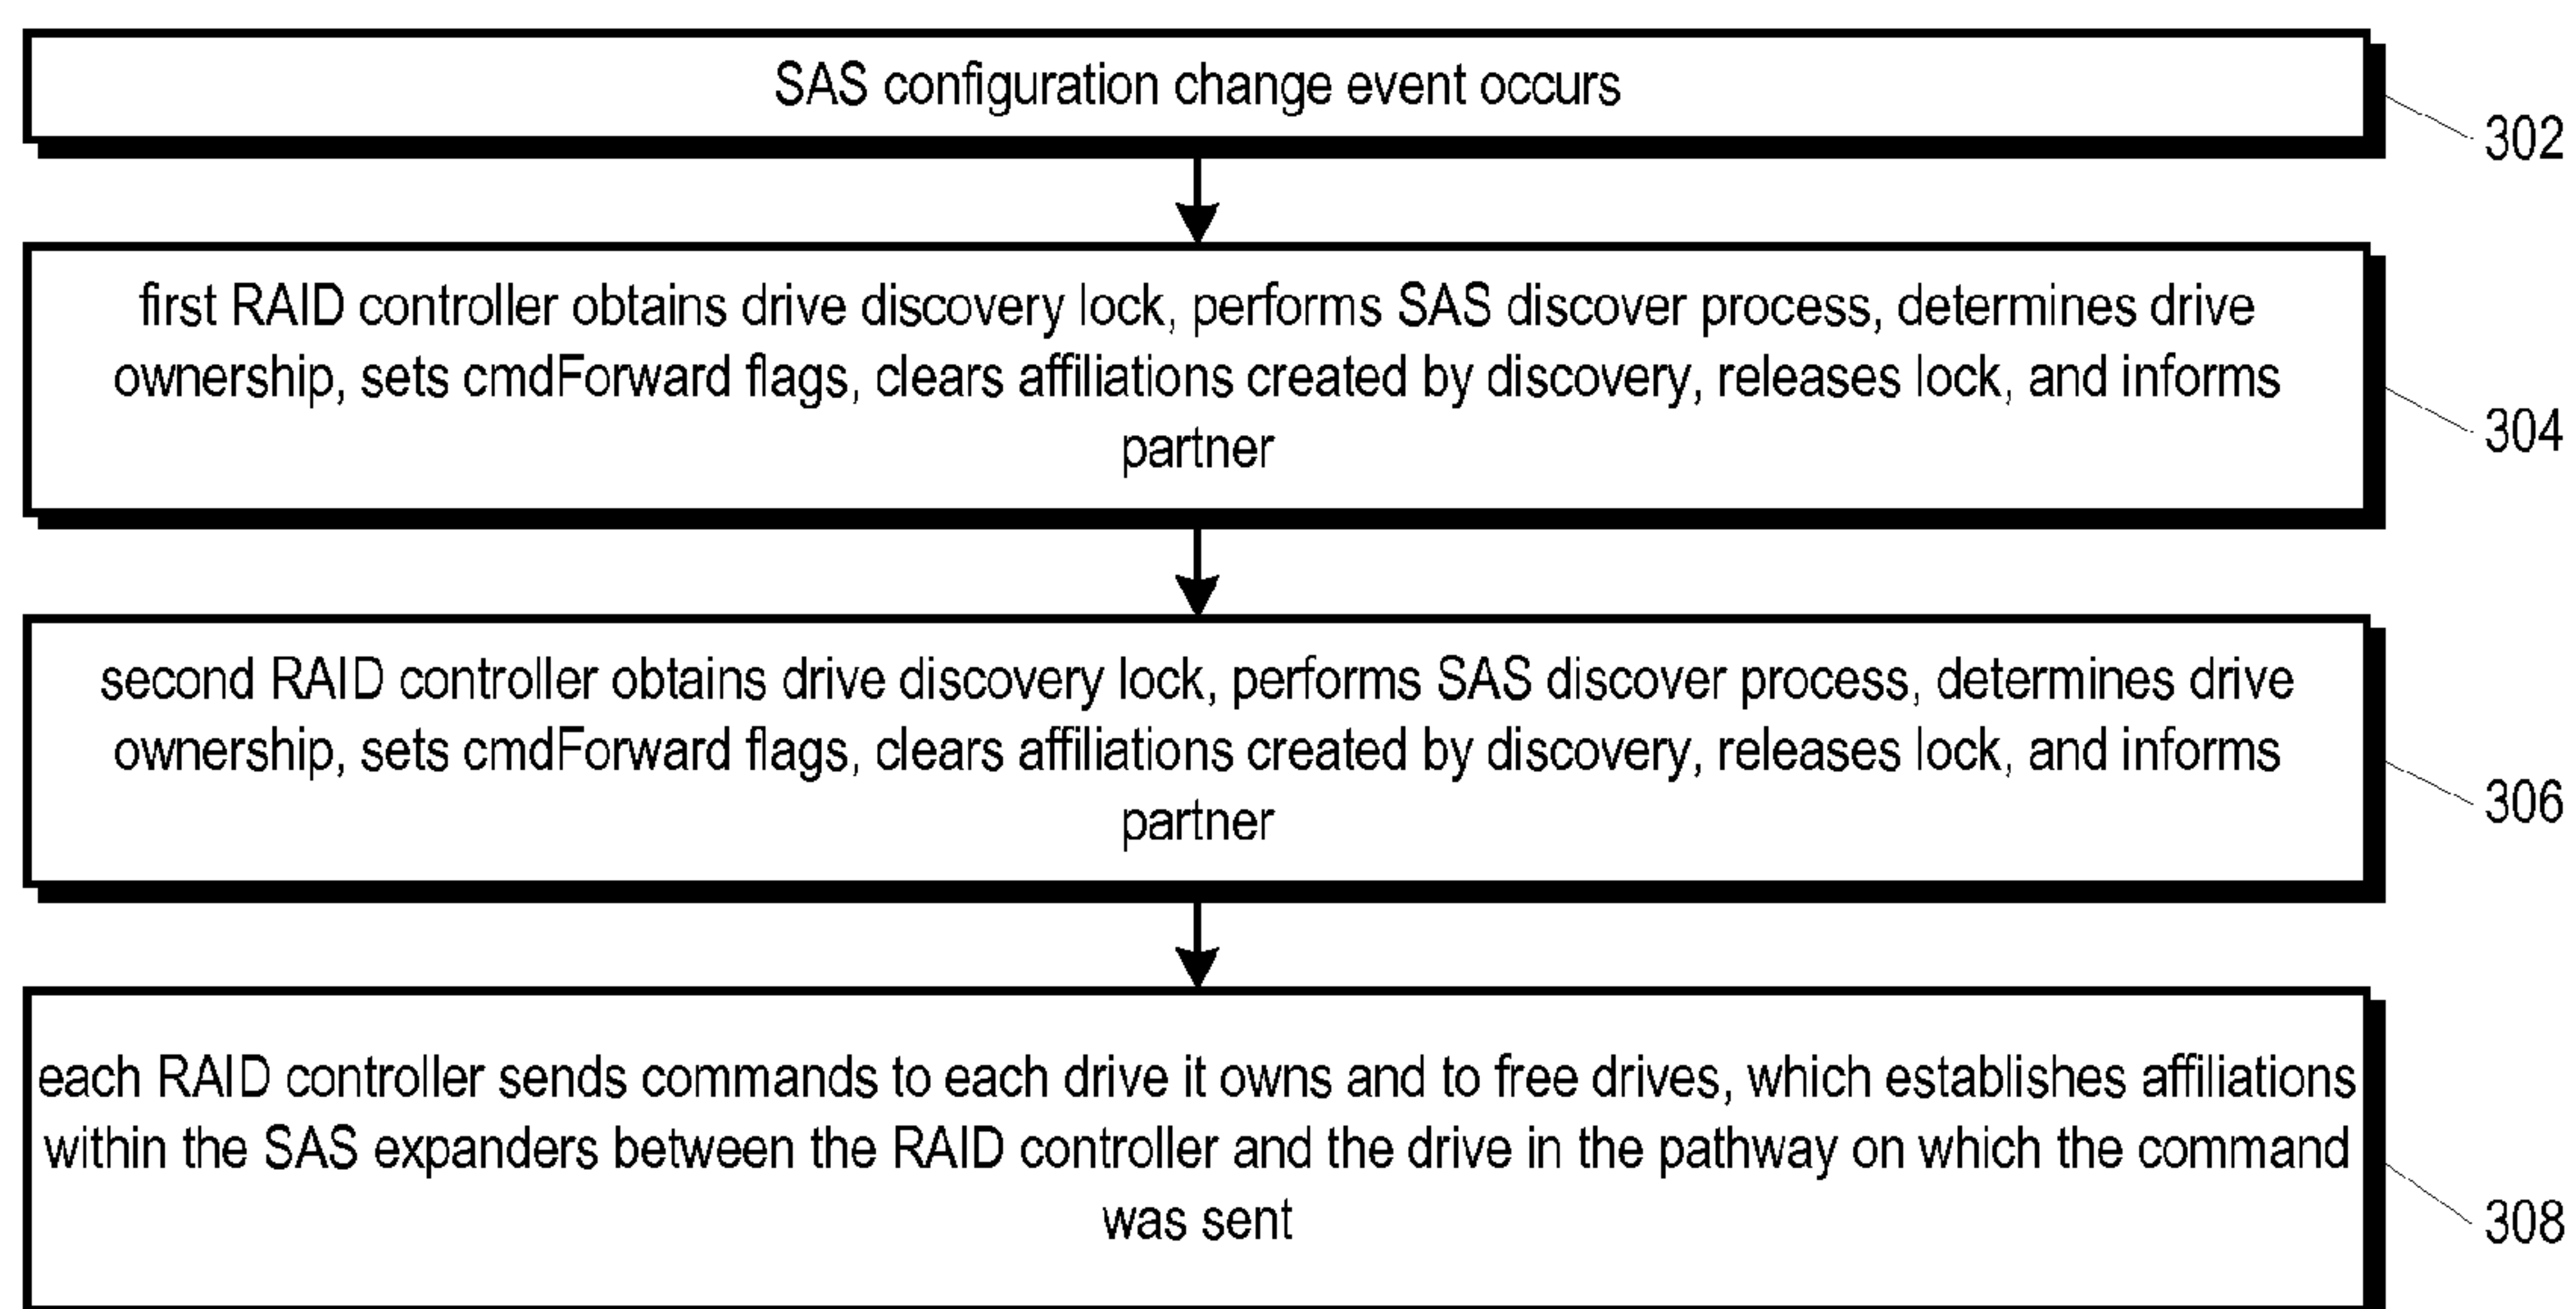 SAS configuration change event occurs
302
first RAID controller obtains drive discovery lock, performs SAS discover process, determines drive
ownership, sets cmdForward flags, clears affiliations created by discovery, releases lock, and informs
partner
304
second RAID controller obtains drive discovery lock, performs SAS discover process, determines drive
ownership, sets cmdForward flags, clears affiliations created by discovery, releases lock, and informs
partner
306
each RAID controller sends commands to each drive it owns and to free drives, which establishes affiliations
within the SAS expanders between the RAID controller and the drive in the pathway on which the command
was sent
308